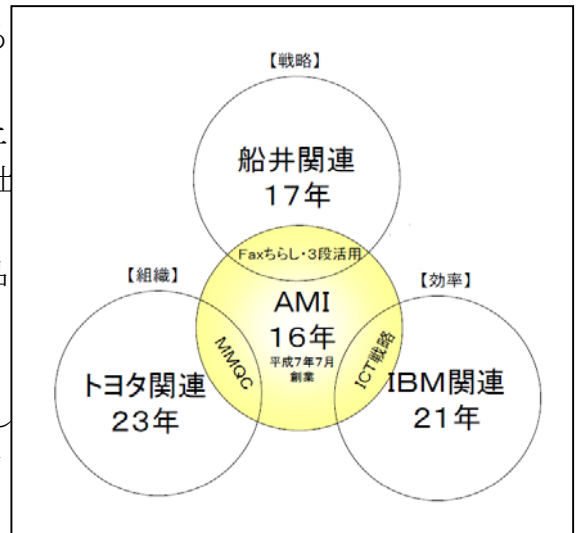 【戦略】
船井関連
17年
Faxちらし・3段活用
【組織】
【効率】
AMI
16年
平成7年7月
創業
MMQC
ICT戦略
トヨタ関連
23年
IBM関連
21年